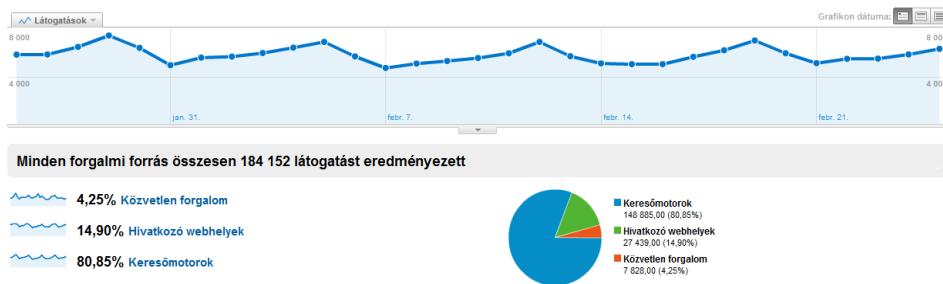 Látogatások
Grafikon dátuma:
8 000
8 00
4 000
4 00
jan. 31.
febr. 7.
febr. 14.
febr. 21.
Minden forgalmi forrás összesen 184 152 látogatást eredményezett
4,25% Közvetlen forgalom
14,90% Hivatkozó webhelyek
80,85% Keresőmotorok
Keresőmotorok
148 885,00 (80,85%)
Hivatkozó webhelyek
27 439,00 (14,90%)
Közvetlen forgalom
7 828,00 (4,25%)